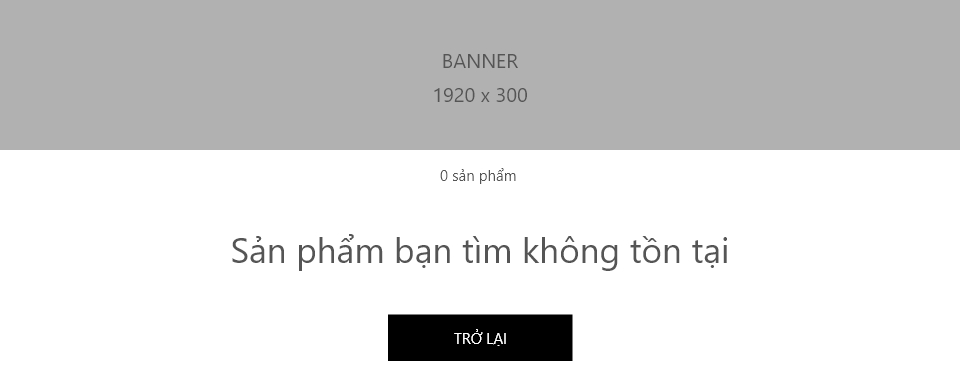 BANNER
1920 x 300
0 sản phẩm
Sản phẩm bạn tìm không tồn tại
TRỞ LẠI